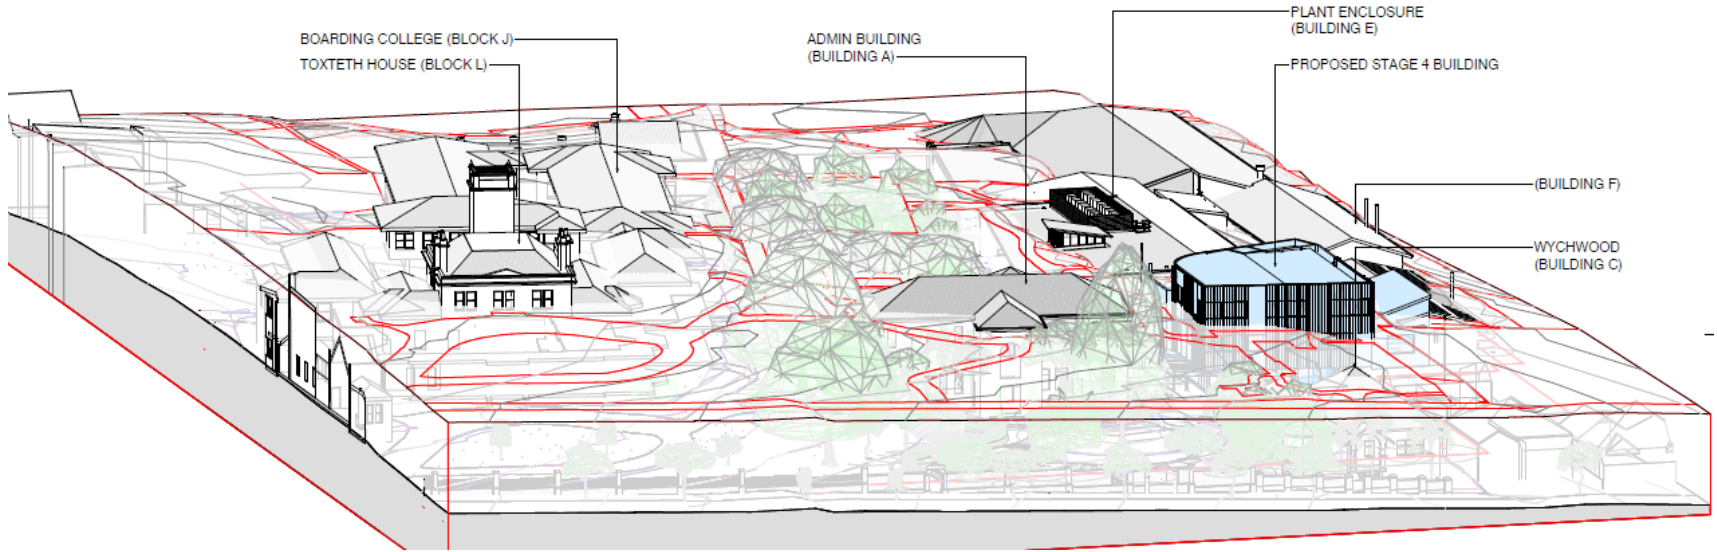 PLANT ENCLOSURE
(BUILDING E)
BOARDING COLLEGE (BLOCK J)
ADMIN BUILDING
(BUILDING A)
TOXTETH HOUSE (BLOCK L)
PROPOSED STAGE 4 BUILDING
(BUILDING F)
WYCHWOOD
(BUILDING C)